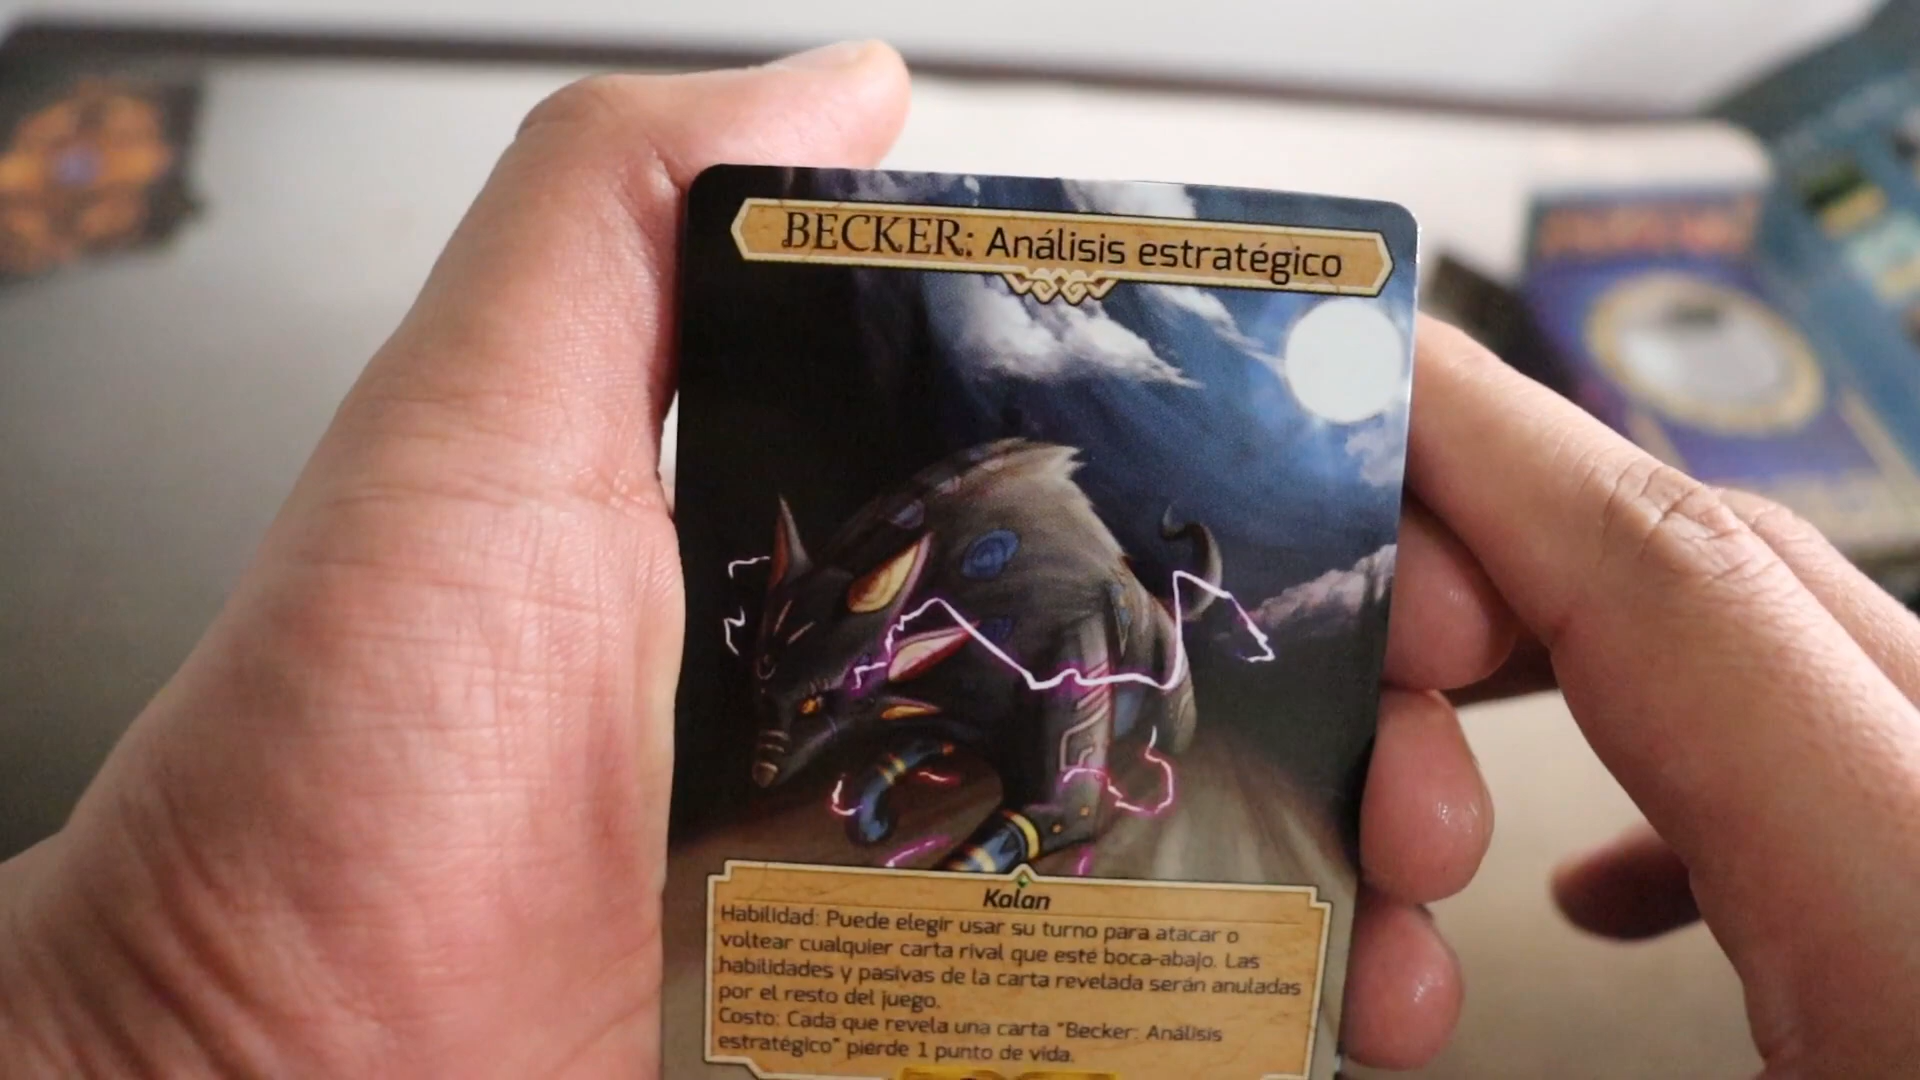 BECKER: Análisis estratégico
Kolan
Habilidad: Puede elegir usar su turno para atacar o
voltear cualquier carta rival que esté boca-abajo. Las
habilidades y pasivas de la carta revelada serán anuladas
por el resto del juego.
Costo: Cada que revela una carta "Becker: Análisis
estratégico" pierde 1 punto de vida.